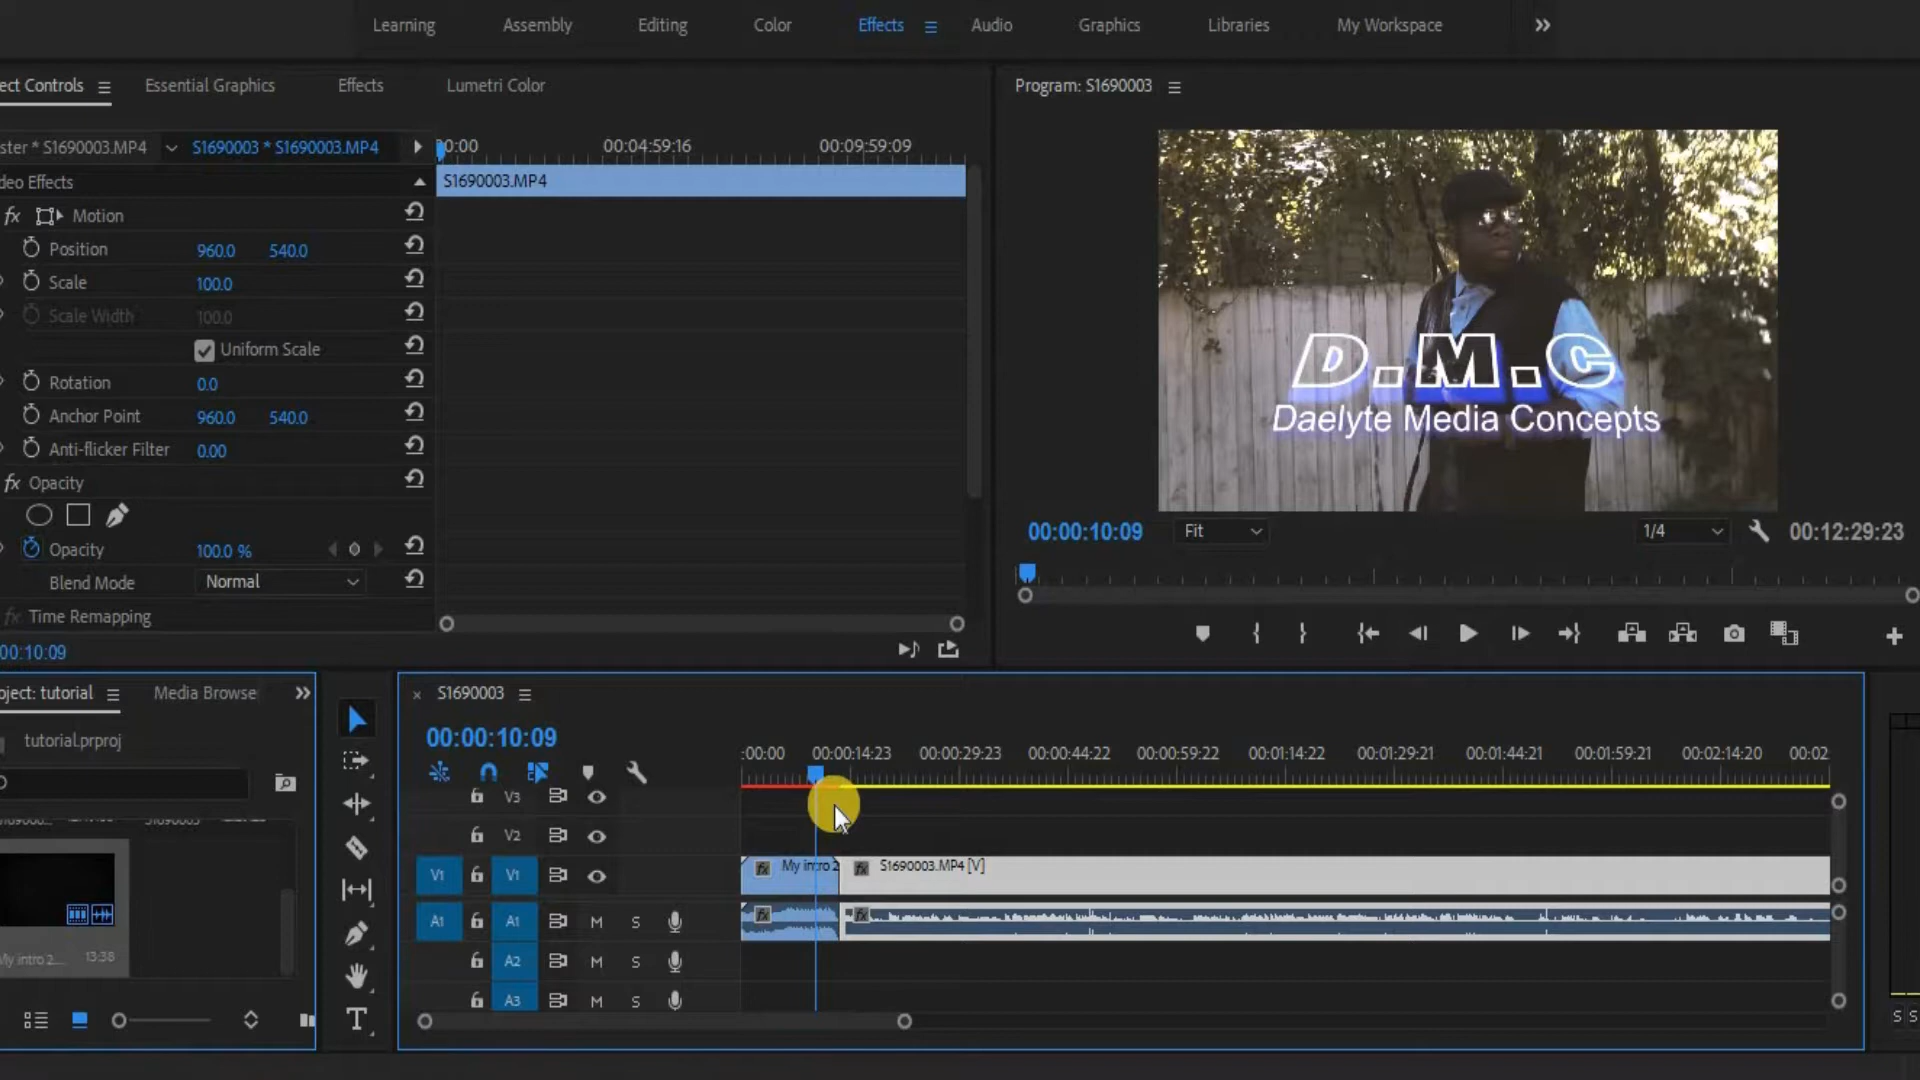 Learning Assembly Editing Color Effects Audio Graphics Libraries My Workspace
ect Controls Essential Graphics Effects Lumetri Color
Program: S1690003
ster * S1690003.MP4 S1690003 * S1690003.MP4
00:00 00:04:59:16 00:09:59:09
deo Effects
S1690003.MP4
fx Motion
Position 960.0 540.0
Scale 100.0
Scale Width 100.0
Uniform Scale
Rotation 0.0
Anchor Point 960.0 540.0
Anti-flicker Filter 0.00
fx Opacity
Opacity 100.0 %
Blend Mode Normal
fx Time Remapping
00:10:09
D.M.C
Daelyte Media Concepts
00:00:10:09 Fit 1/4 00:12:29:23
oject: tutorial Media Browse
tutorial.prproj
My intro 2... 13:38
T
S1690003
00:00:10:09
:00:00 00:00:14:23 00:00:29:23 00:00:44:22 00:00:59:22 00:01:14:22 00:01:29:21 00:01:44:21 00:01:59:21 00:02:14:20 00:02
V3
V2
V1 V1 fx My intro 2 fx S1690003.MP4 [V]
A1 A1 M S fx fx
A2 M S
A3 M S
S S